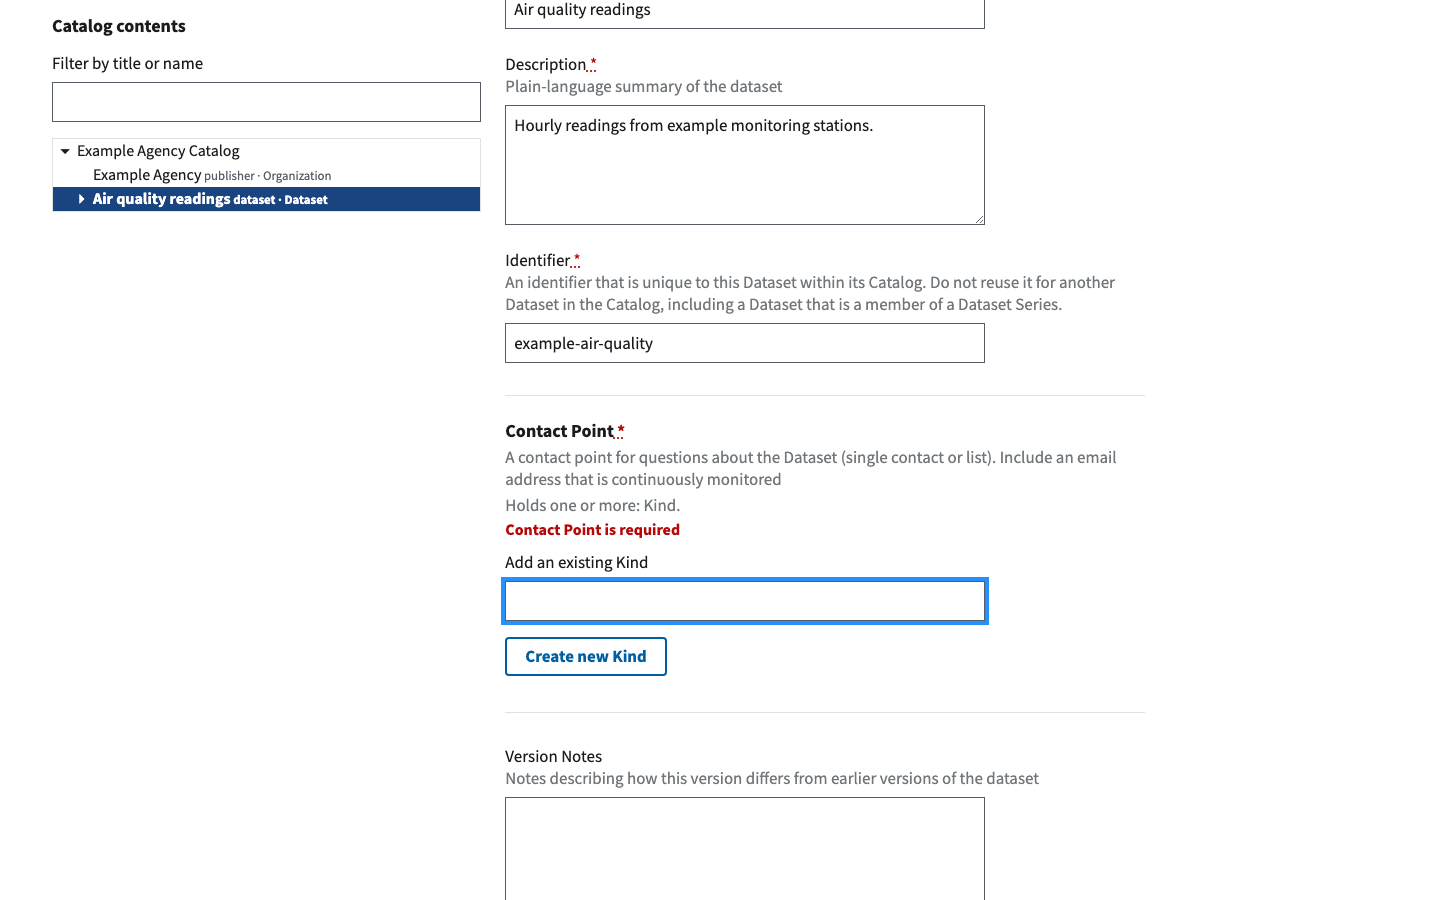 Catalog contents
Filter by title or name
Example Agency Catalog
Example Agency publisher · Organization
Air quality readings dataset · Dataset
Air quality readings
Description *
Plain-language summary of the dataset
Hourly readings from example monitoring stations.
Identifier *
An identifier that is unique to this Dataset within its Catalog. Do not reuse it for another
Dataset in the Catalog, including a Dataset that is a member of a Dataset Series.
example-air-quality
Contact Point *
A contact point for questions about the Dataset (single contact or list). Include an email
address that is continuously monitored
Holds one or more: Kind.
Contact Point is required
Add an existing Kind
Create new Kind
Version Notes
Notes describing how this version differs from earlier versions of the dataset